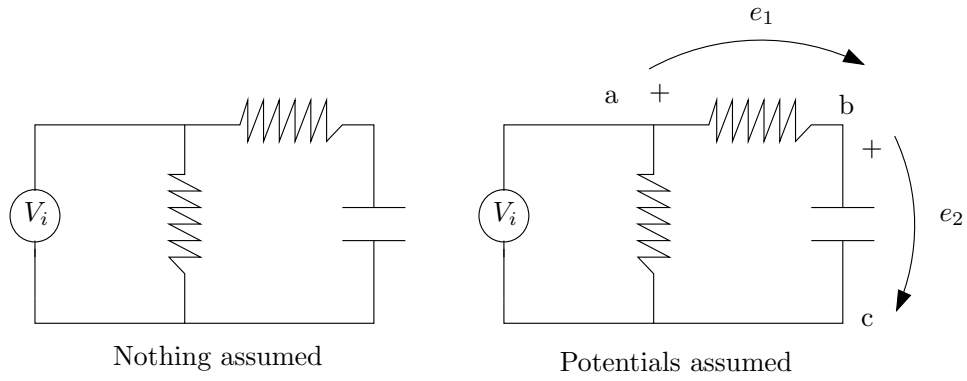 e₁
a + b
+
Vᵢ Vᵢ e₂
c
Nothing assumed Potentials assumed